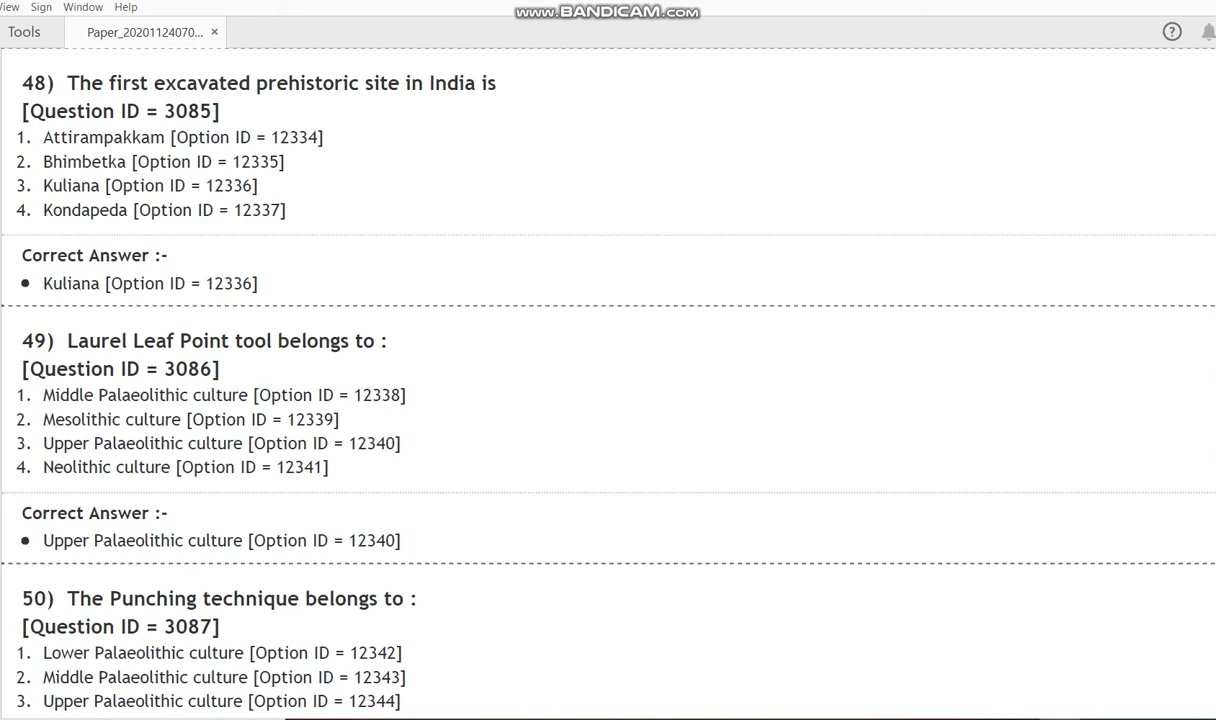 View Sign Window Help
www.BANDICAM.com
Tools Paper_20201124070... × ?
48) The first excavated prehistoric site in India is
[Question ID = 3085]
1. Attirampakkam [Option ID = 12334]
2. Bhimbetka [Option ID = 12335]
3. Kuliana [Option ID = 12336]
4. Kondapeda [Option ID = 12337]
Correct Answer :-
• Kuliana [Option ID = 12336]
49) Laurel Leaf Point tool belongs to :
[Question ID = 3086]
1. Middle Palaeolithic culture [Option ID = 12338]
2. Mesolithic culture [Option ID = 12339]
3. Upper Palaeolithic culture [Option ID = 12340]
4. Neolithic culture [Option ID = 12341]
Correct Answer :-
• Upper Palaeolithic culture [Option ID = 12340]
50) The Punching technique belongs to :
[Question ID = 3087]
1. Lower Palaeolithic culture [Option ID = 12342]
2. Middle Palaeolithic culture [Option ID = 12343]
3. Upper Palaeolithic culture [Option ID = 12344]